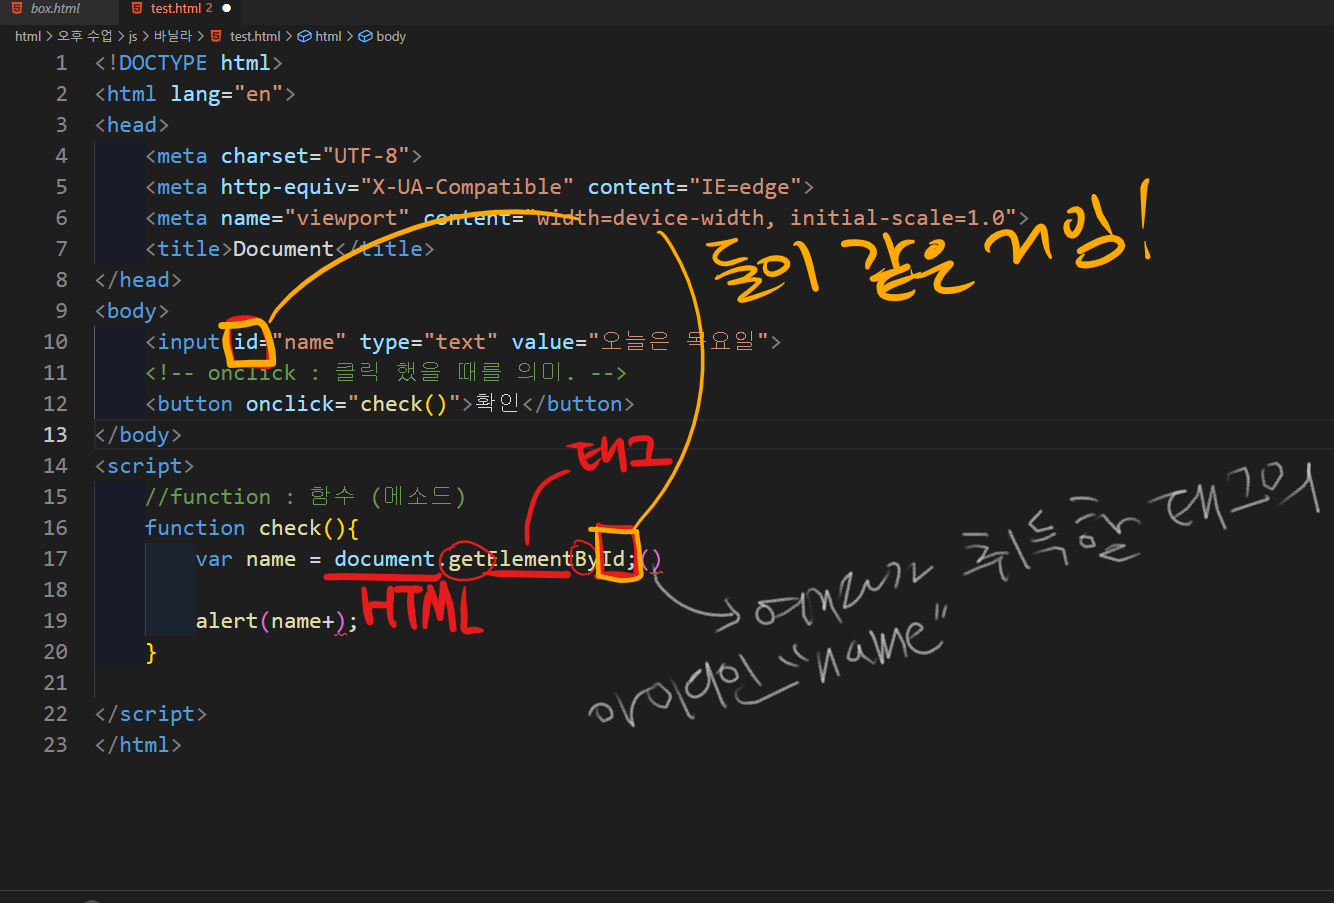 box.html test.html 2
html > 오후 수업 > js > 바닐라 > test.html > html > body
1 <!DOCTYPE html>
2 <html lang="en">
3 <head>
4 <meta charset="UTF-8">
5 <meta http-equiv="X-UA-Compatible" content="IE=edge">
6 <meta name="viewport" content="width=device-width, initial-scale=1.0">
7 <title>Document</title>
둘이 같은 거임!
8 </head>
9 <body>
10 <input id="name" type="text" value="오늘은 목요일">
11 <!-- onclick : 클릭 했을 때를 의미. -->
12 <button onclick="check()">확인</button>
13 </body>
태그
14 <script>
15 //function : 함수 (메소드)
16 function check(){
17 var name = document.getElementById;()
HTML
18
19 alert(name+);
20 }
21
22 </script>
23 </html>
취득할 태그의
아이디인 "name"